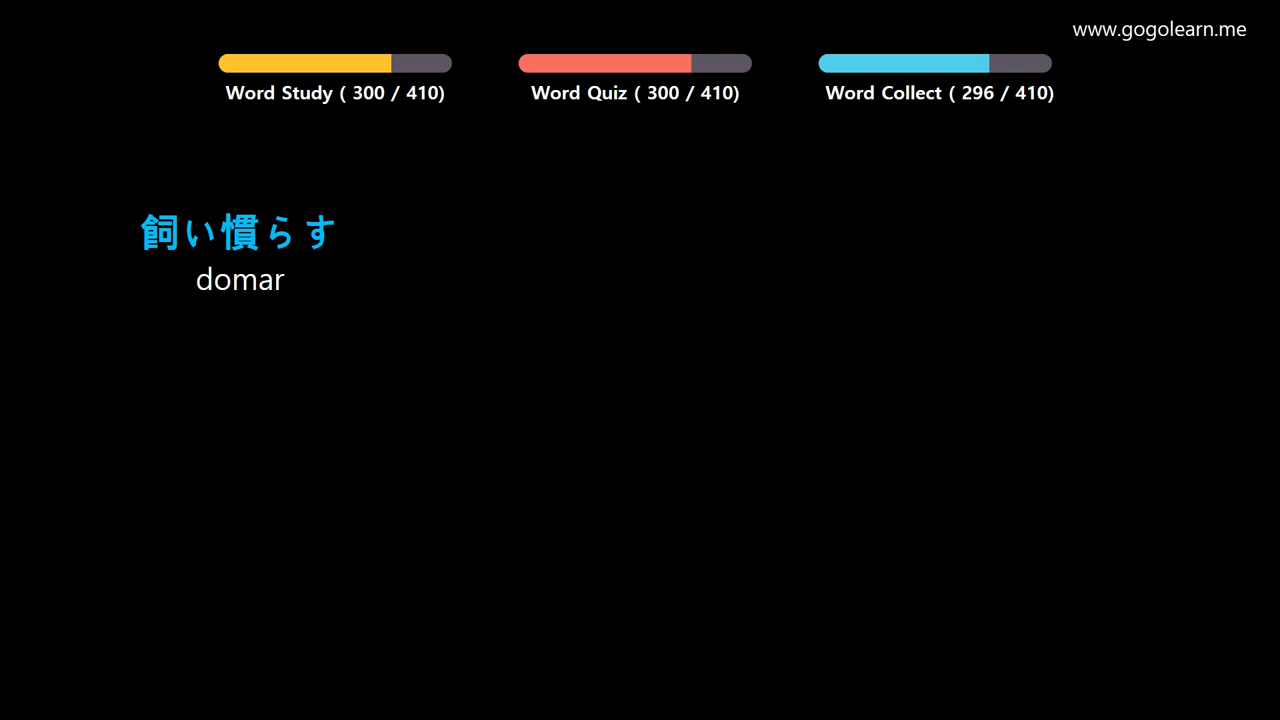 www.gogolearn.me
Word Study ( 300 / 410)
Word Quiz ( 300 / 410)
Word Collect ( 296 / 410)
飼い慣らす
domar